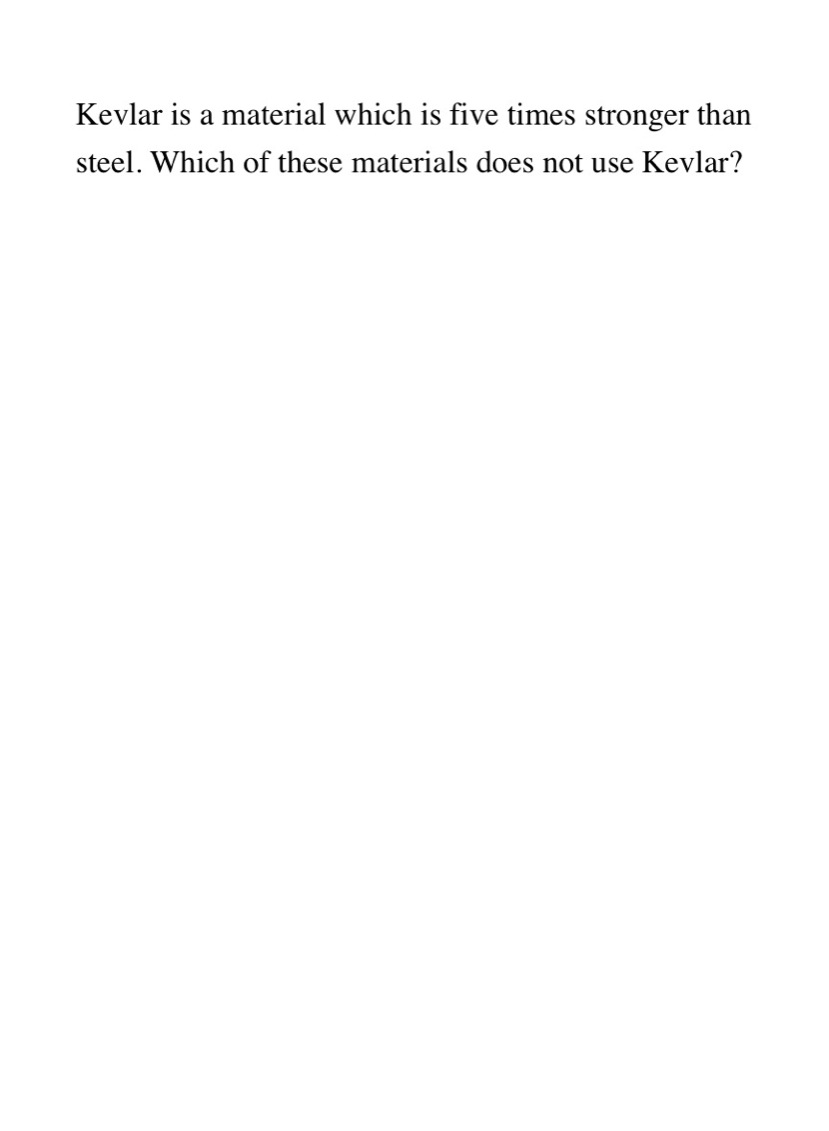 Kevlar is a material which is five times stronger than
steel. Which of these materials does not use Kevlar?